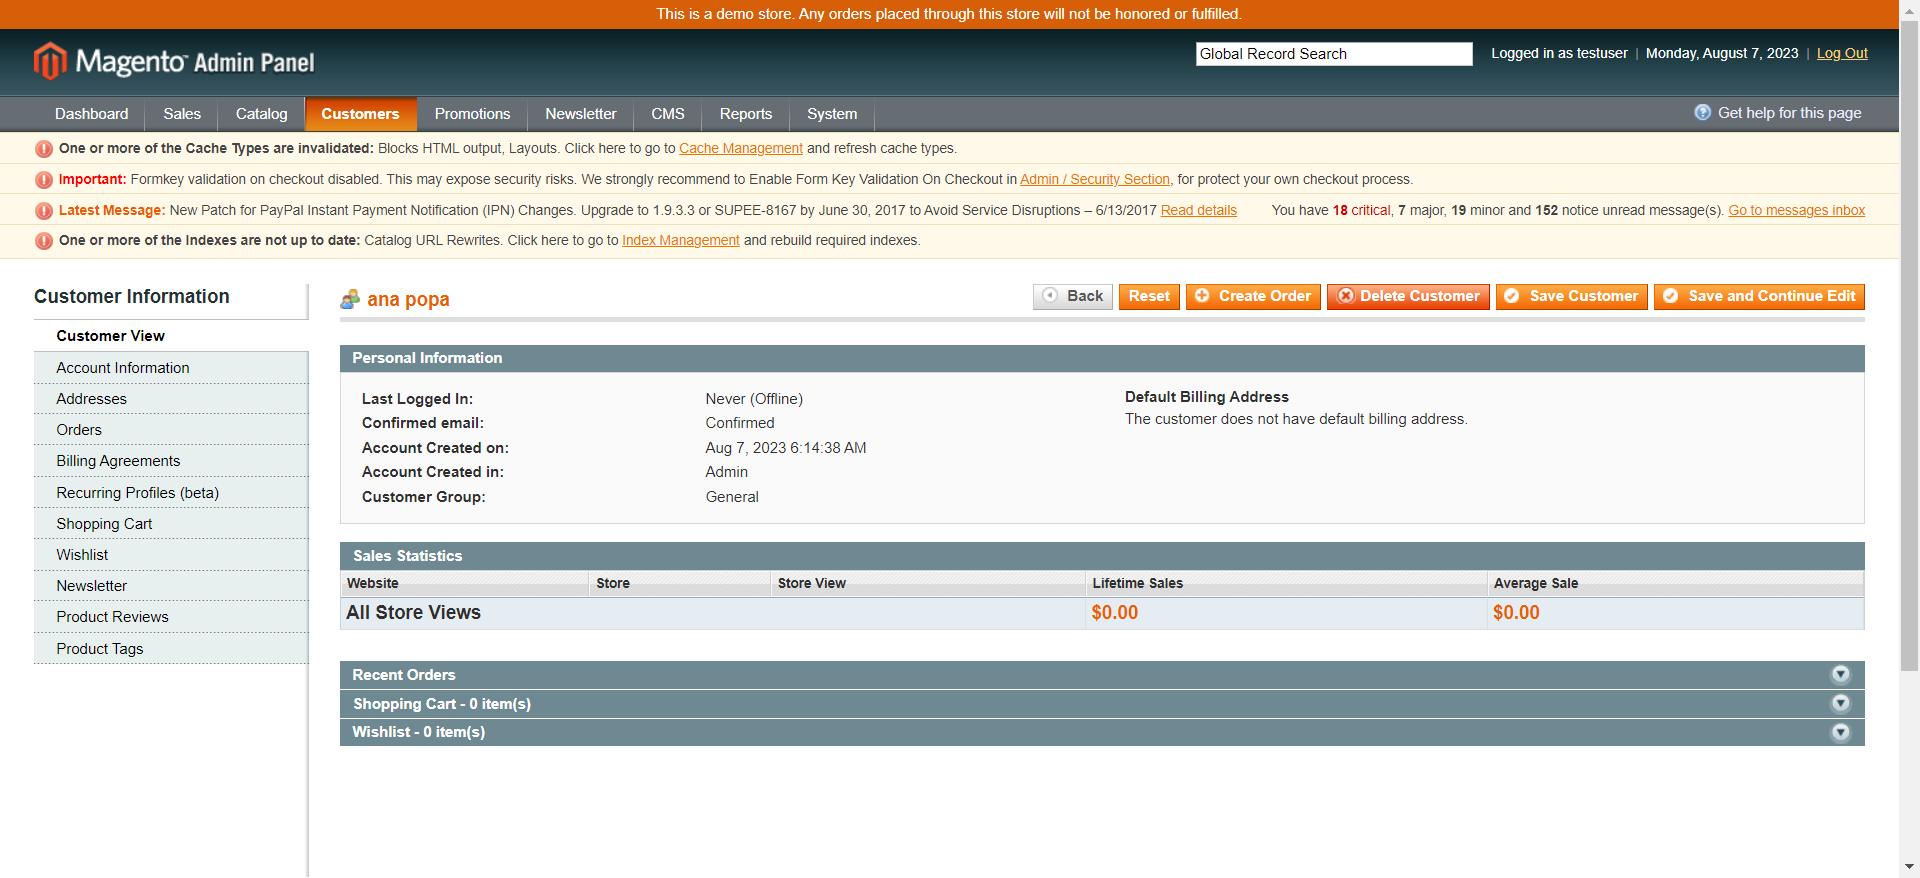 This is a demo store. Any orders placed through this store will not be honored or fulfilled.
Magento™ Admin Panel
Global Record Search
Logged in as testuser | Monday, August 7, 2023 | Log Out
Dashboard Sales Catalog Customers Promotions Newsletter CMS Reports System
Get help for this page
One or more of the Cache Types are invalidated: Blocks HTML output, Layouts. Click here to go to Cache Management and refresh cache types.
Important: Formkey validation on checkout disabled. This may expose security risks. We strongly recommend to Enable Form Key Validation On Checkout in Admin / Security Section, for protect your own checkout process.
Latest Message: New Patch for PayPal Instant Payment Notification (IPN) Changes. Upgrade to 1.9.3.3 or SUPEE-8167 by June 30, 2017 to Avoid Service Disruptions – 6/13/2017 Read details You have 18 critical, 7 major, 19 minor and 152 notice unread message(s). Go to messages inbox
One or more of the Indexes are not up to date: Catalog URL Rewrites. Click here to go to Index Management and rebuild required indexes.
Customer Information
Customer View
Account Information
Addresses
Orders
Billing Agreements
Recurring Profiles (beta)
Shopping Cart
Wishlist
Newsletter
Product Reviews
Product Tags
ana popa
Back Reset Create Order Delete Customer Save Customer Save and Continue Edit
Personal Information
Last Logged In: Never (Offline)
Confirmed email: Confirmed
Account Created on: Aug 7, 2023 6:14:38 AM
Account Created in: Admin
Customer Group: General
Default Billing Address
The customer does not have default billing address.
Sales Statistics
Website Store Store View Lifetime Sales Average Sale
All Store Views $0.00 $0.00
Recent Orders
Shopping Cart - 0 item(s)
Wishlist - 0 item(s)